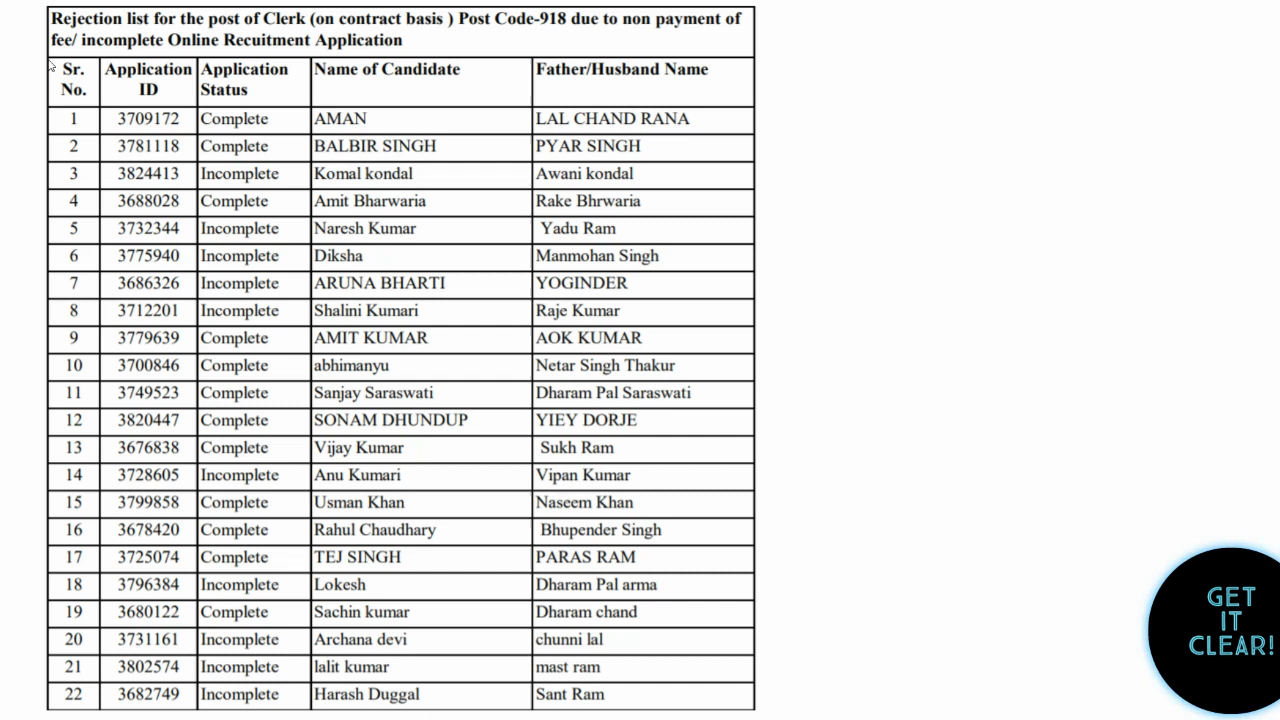 Rejection list for the post of Clerk (on contract basis ) Post Code-918 due to non payment of
fee/ incomplete Online Recuitment Application
Sr. No. Application ID Application Status Name of Candidate Father/Husband Name
1 3709172 Complete AMAN LAL CHAND RANA
2 3781118 Complete BALBIR SINGH PYAR SINGH
3 3824413 Incomplete Komal kondal Awani kondal
4 3688028 Complete Amit Bharwaria Rake Bhrwaria
5 3732344 Incomplete Naresh Kumar Yadu Ram
6 3775940 Incomplete Diksha Manmohan Singh
7 3686326 Incomplete ARUNA BHARTI YOGINDER
8 3712201 Incomplete Shalini Kumari Raje Kumar
9 3779639 Complete AMIT KUMAR AOK KUMAR
10 3700846 Complete abhimanyu Netar Singh Thakur
11 3749523 Complete Sanjay Saraswati Dharam Pal Saraswati
12 3820447 Complete SONAM DHUNDUP YIEY DORJE
13 3676838 Complete Vijay Kumar Sukh Ram
14 3728605 Incomplete Anu Kumari Vipan Kumar
15 3799858 Complete Usman Khan Naseem Khan
16 3678420 Complete Rahul Chaudhary Bhupender Singh
17 3725074 Complete TEJ SINGH PARAS RAM
18 3796384 Incomplete Lokesh Dharam Pal arma
19 3680122 Complete Sachin kumar Dharam chand
20 3731161 Incomplete Archana devi chunni lal
21 3802574 Incomplete lalit kumar mast ram
22 3682749 Incomplete Harash Duggal Sant Ram
GET
IT
CLEAR!